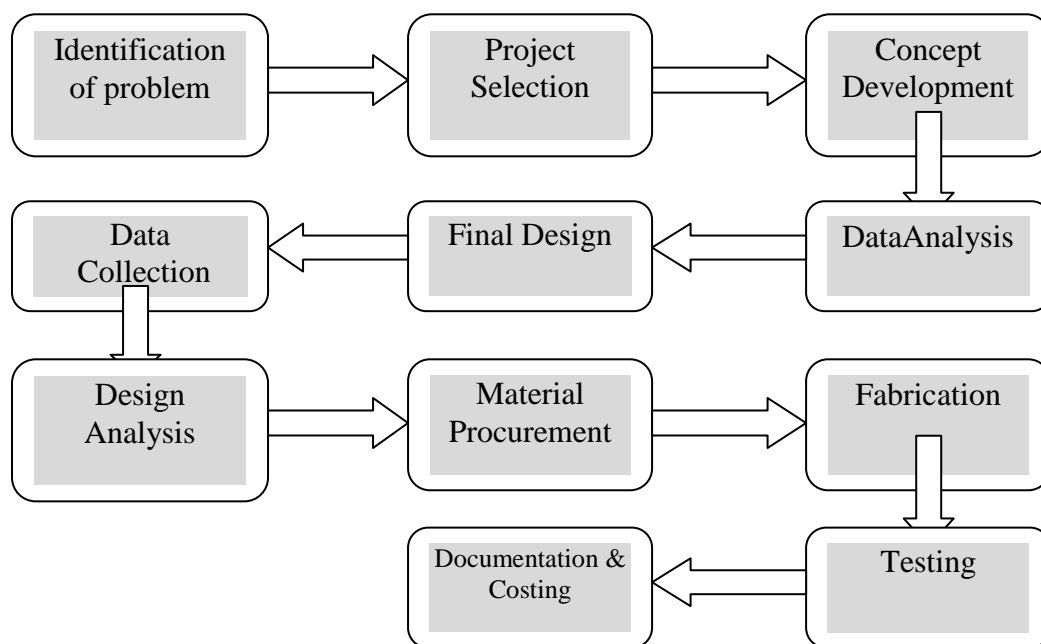 Identification
of problem
Project
Selection
Concept
Development
DataAnalysis
Final Design
Data
Collection
Design
Analysis
Material
Procurement
Fabrication
Testing
Documentation &
Costing